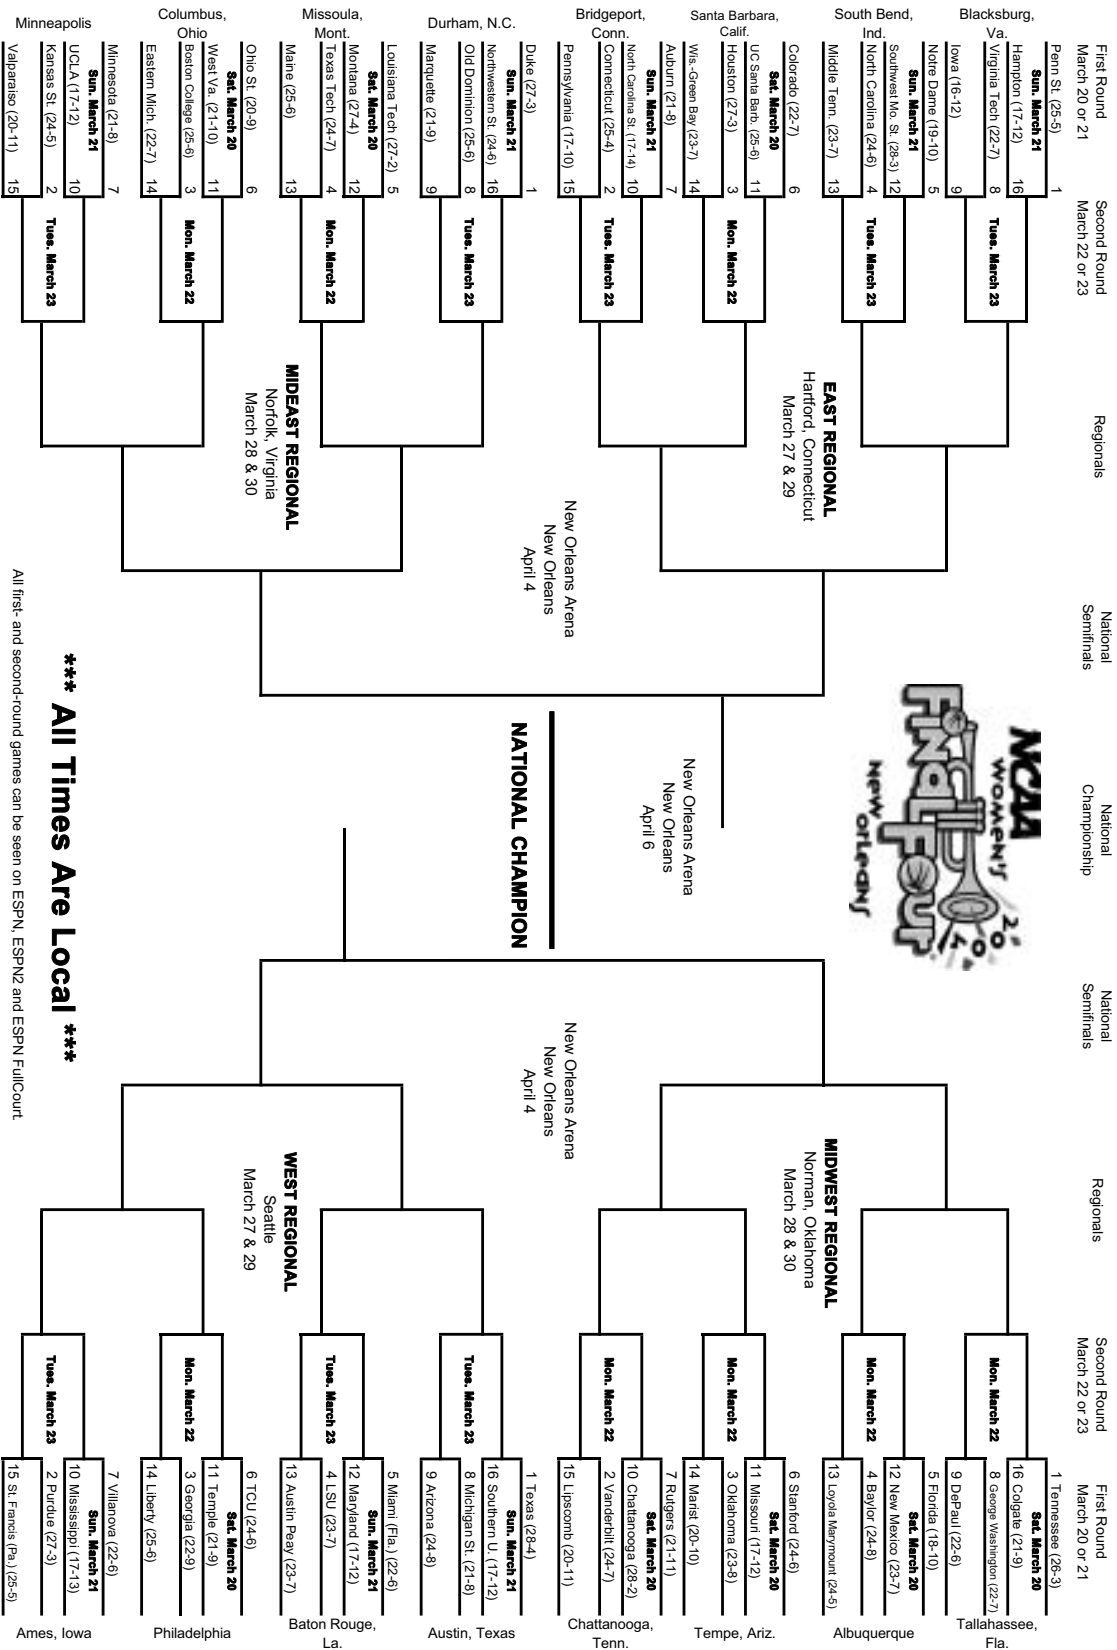 First Round
March 20 or 21
Second Round
March 22 or 23
Regionals
National
Semifinals
National
Championship
National
Semifinals
Regionals
Second Round
March 22 or 23
First Round
March 20 or 21
Blacksburg,
Va.
Penn St. (25-5) 1
Sun. March 21
Hampton (17-12) 16
Virginia Tech (22-7) 8
Iowa (16-12) 9
Tues. March 23
South Bend,
Ind.
Notre Dame (19-10) 5
Sun. March 21
Southwest Mo. St. (28-3) 12
North Carolina (24-6) 4
Middle Tenn. (23-7) 13
Tues. March 23
EAST REGIONAL
Hartford, Connecticut
March 27 & 29
Santa Barbara,
Calif.
Colorado (22-7) 6
Sat. March 20
UC Santa Barb. (25-6) 11
Houston (27-3) 3
Wis.-Green Bay (23-7) 14
Mon. March 22
Bridgeport,
Conn.
Auburn (21-8) 7
Sun. March 21
North Carolina St. (17-14) 10
Connecticut (25-4) 2
Pennsylvania (17-10) 15
Tues. March 23
New Orleans Arena
New Orleans
April 4
Durham, N.C.
Duke (27-3) 1
Sun. March 21
Northwestern St. (24-6) 16
Old Dominion (25-6) 8
Marquette (21-9) 9
Tues. March 23
Missoula,
Mont.
Louisiana Tech (27-2) 5
Sat. March 20
Montana (27-4) 12
Texas Tech (24-7) 4
Maine (25-6) 13
Mon. March 22
MIDEAST REGIONAL
Norfolk, Virginia
March 28 & 30
Columbus,
Ohio
Ohio St. (20-9) 6
Sat. March 20
West Va. (21-10) 11
Boston College (25-6) 3
Eastern Mich. (22-7) 14
Mon. March 22
Minneapolis
Minnesota (21-8) 7
Sun. March 21
UCLA (17-12) 10
Kansas St. (24-5) 2
Valparaiso (20-11) 15
Tues. March 23
NCAA
WOMEN'S
FINAL FOUR
2004
New Orleans
New Orleans Arena
New Orleans
April 6
NATIONAL CHAMPION
*** All Times Are Local ***
All first- and second-round games can be seen on ESPN, ESPN2 and ESPN FullCourt.
1 Tennessee (26-3)
Sat. March 20
16 Colgate (21-9)
8 George Washington (22-7)
9 DePaul (22-6)
Mon. March 22
Tallahassee,
Fla.
5 Florida (18-10)
Sat. March 20
12 New Mexico (23-7)
4 Baylor (24-8)
13 Loyola Marymount (24-5)
Mon. March 22
Albuquerque
MIDWEST REGIONAL
Norman, Oklahoma
March 28 & 30
6 Stanford (24-6)
Sat. March 20
11 Missouri (17-12)
3 Oklahoma (23-8)
14 Marist (20-10)
Mon. March 22
Tempe, Ariz.
7 Rutgers (21-11)
Sat. March 20
10 Chattanooga (28-2)
2 Vanderbilt (24-7)
15 Lipscomb (20-11)
Mon. March 22
Chattanooga,
Tenn.
New Orleans Arena
New Orleans
April 4
1 Texas (28-4)
Sun. March 21
16 Southern U. (17-12)
8 Michigan St. (21-8)
9 Arizona (24-8)
Tues. March 23
Austin, Texas
5 Miami (Fla.) (22-6)
Sun. March 21
12 Maryland (17-12)
4 LSU (23-7)
13 Austin Peay (23-7)
Tues. March 23
Baton Rouge,
La.
WEST REGIONAL
Seattle
March 27 & 29
6 TCU (24-6)
Sat. March 20
11 Temple (21-9)
3 Georgia (22-9)
14 Liberty (25-6)
Mon. March 22
Philadelphia
7 Villanova (22-6)
Sun. March 21
10 Mississippi (17-13)
2 Purdue (27-3)
15 St. Francis (Pa.) (25-5)
Tues. March 23
Ames, Iowa